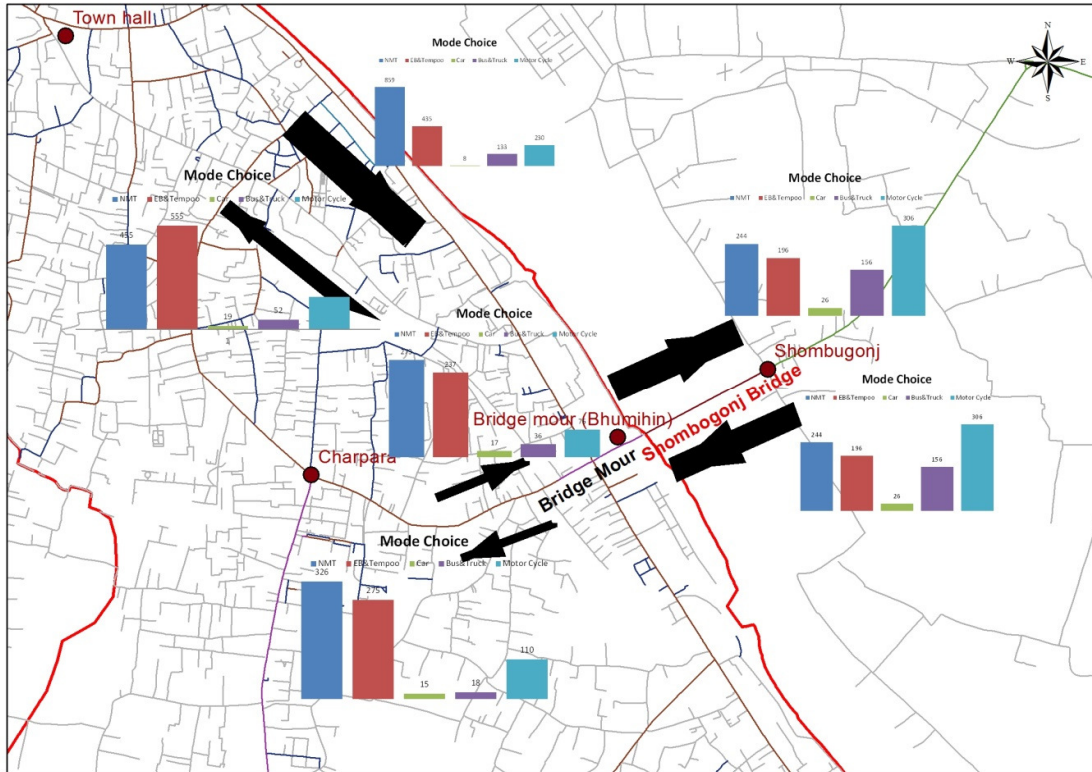 Town hall
Mode Choice
NMT EB&Tempoo Car Bus&Truck Motor Cycle
859
435
8
133
230
N
W E
S
Mode Choice
NMT EB&Tempoo Car Bus&Truck Motor Cycle
455
555
19
52
Mode Choice
NMT EB&Tempoo Car Bus&Truck Motor Cycle
244
196
26
156
306
Mode Choice
NMT EB&Tempoo Car Bus&Truck Motor Cycle
237
17
36
Shombugonj
Shombogonj Bridge
Mode Choice
NMT EB&Tempoo Car Bus&Truck Motor Cycle
244
196
26
156
306
Bridge mour (Bhumihin)
Bridge Mour
Charpara
Mode Choice
NMT EB&Tempoo Car Bus&Truck Motor Cycle
326
275
15
18
110